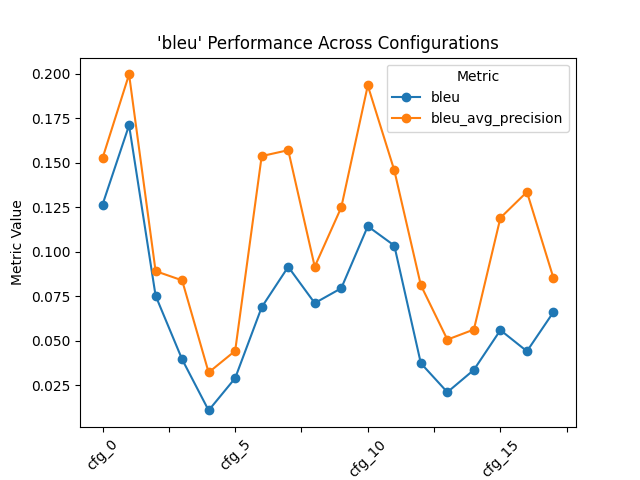 'bleu' Performance Across Configurations
Metric
bleu
bleu_avg_precision
Metric Value
0.200
0.175
0.150
0.125
0.100
0.075
0.050
0.025
cfg_0
cfg_5
cfg_10
cfg_15